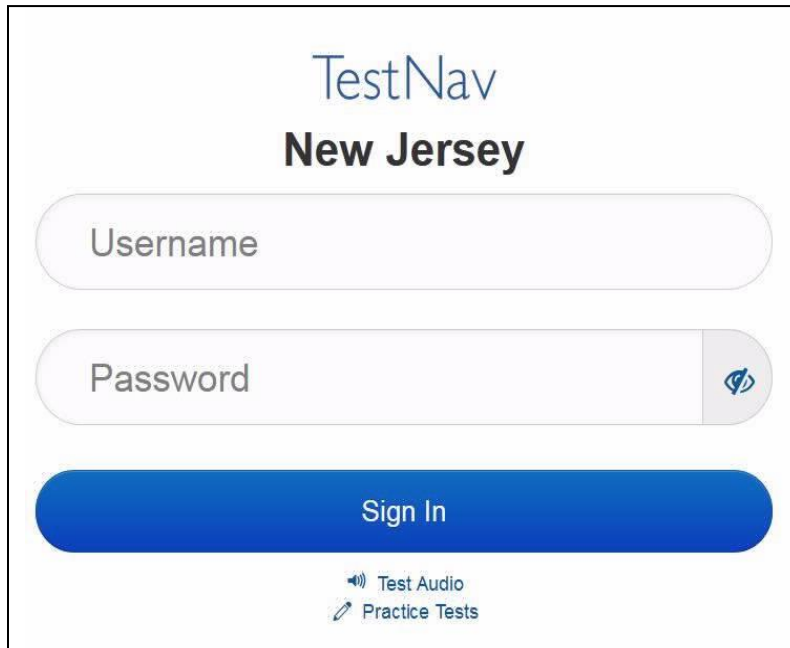 TestNav
New Jersey
Username
Password
Sign In
Test Audio
Practice Tests